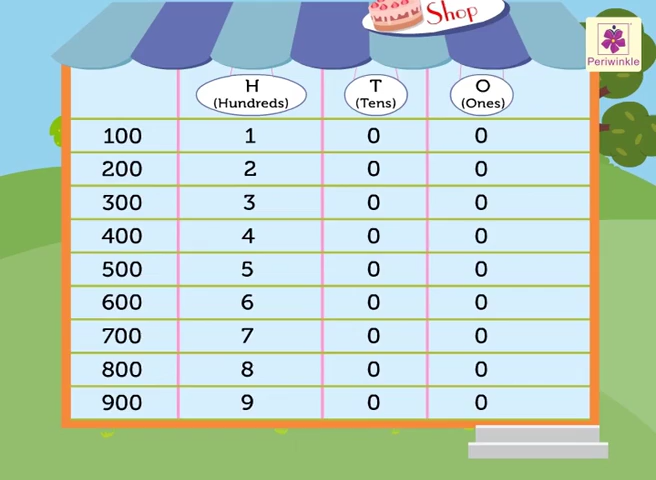 Shop
Periwinkle
H T O
(Hundreds) (Tens) (Ones)
100 1 0 0
200 2 0 0
300 3 0 0
400 4 0 0
500 5 0 0
600 6 0 0
700 7 0 0
800 8 0 0
900 9 0 0